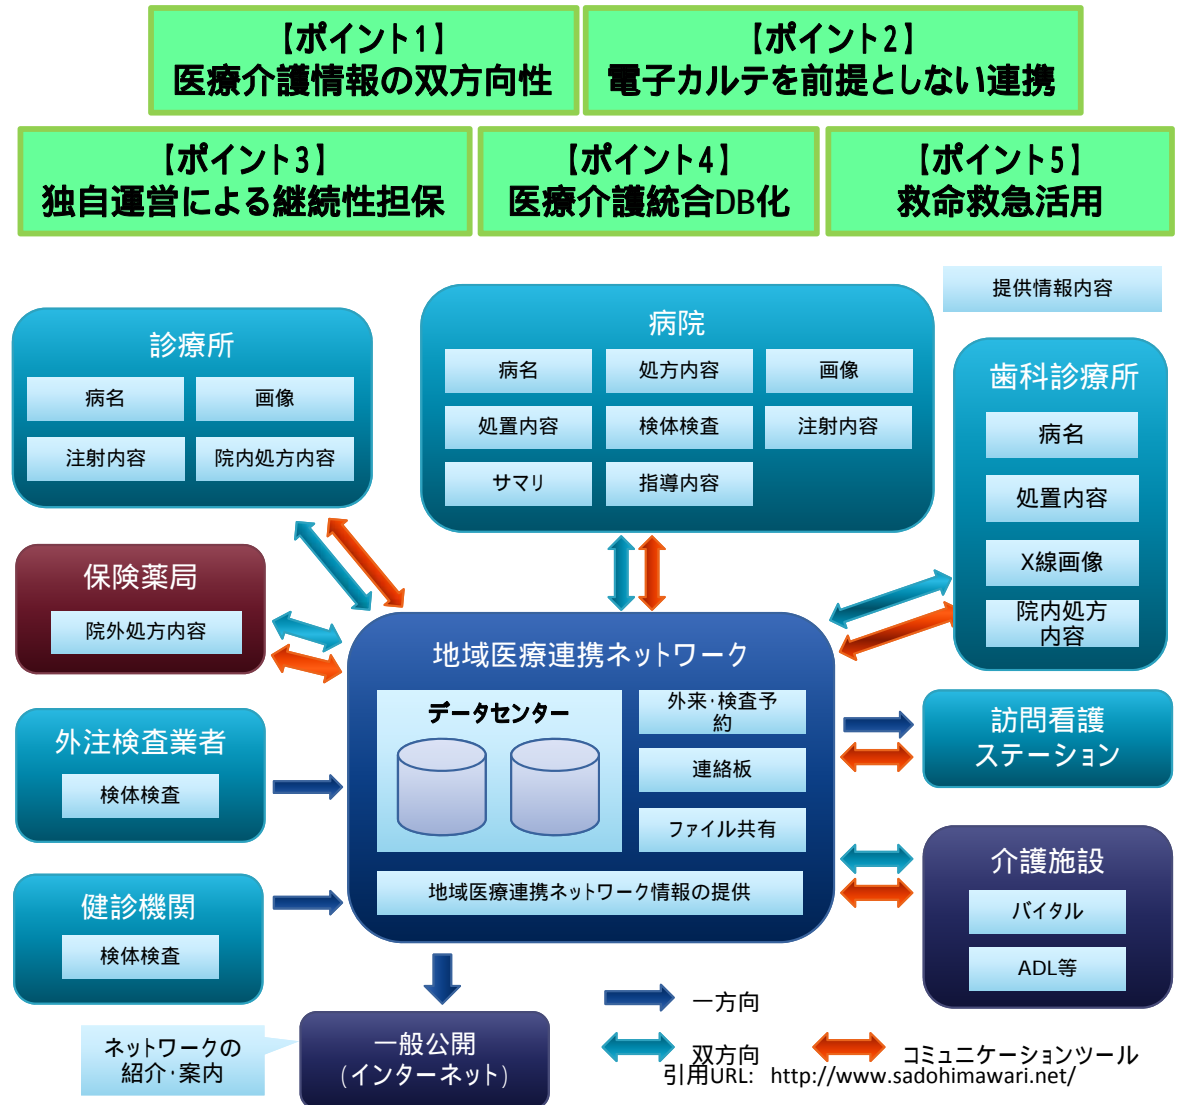 【ポイント1】
医療介護情報の双方向性
【ポイント2】
電子カルテを前提としない連携
【ポイント3】
独自運営による継続性担保
【ポイント4】
医療介護統合DB化
【ポイント5】
救命救急活用
提供情報内容
診療所
病名
画像
注射内容
院内処方内容
病院
病名
処方内容
画像
処置内容
検体検査
注射内容
サマリ
指導内容
歯科診療所
病名
処置内容
X線画像
院内処方
内容
保険薬局
院外処方内容
地域医療連携ネットワーク
データセンター
外来・検査予
約
連絡板
ファイル共有
地域医療連携ネットワーク情報の提供
外注検査業者
検体検査
訪問看護
ステーション
健診機関
検体検査
介護施設
バイタル
ADL等
ネットワークの
紹介・案内
一般公開
(インターネット)
一方向
双方向
コミュニケーションツール
引用URL: http://www.sadohimawari.net/